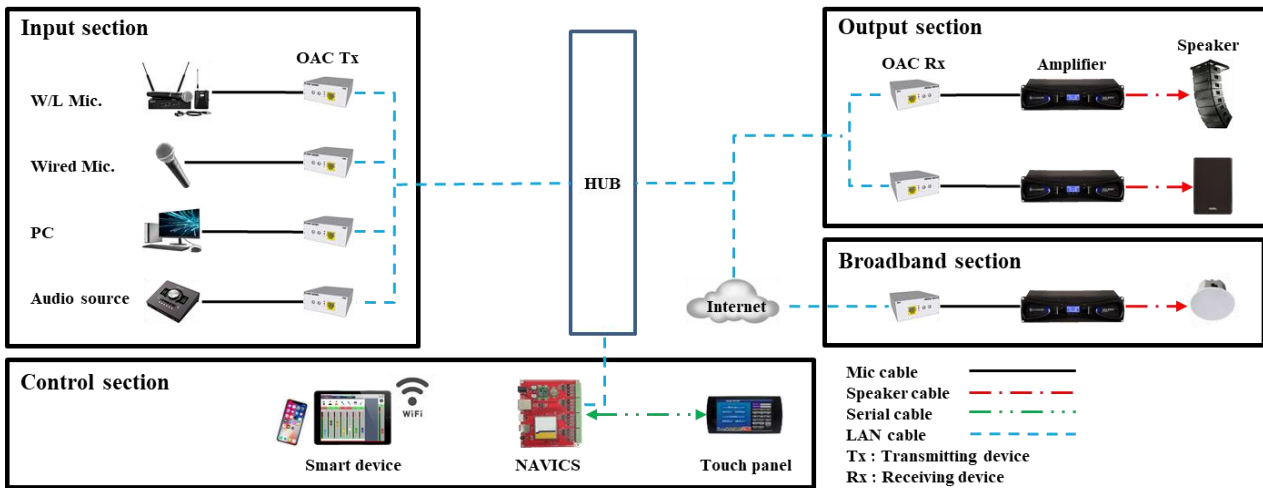 Input section
OAC Tx
W/L Mic.
Wired Mic.
PC
Audio source
HUB
Output section
OAC Rx
Amplifier
Speaker
Internet
Broadband section
Control section
WiFi
Smart device
NAVICS
Touch panel
Mic cable
Speaker cable
Serial cable
LAN cable
Tx : Transmitting device
Rx : Receiving device